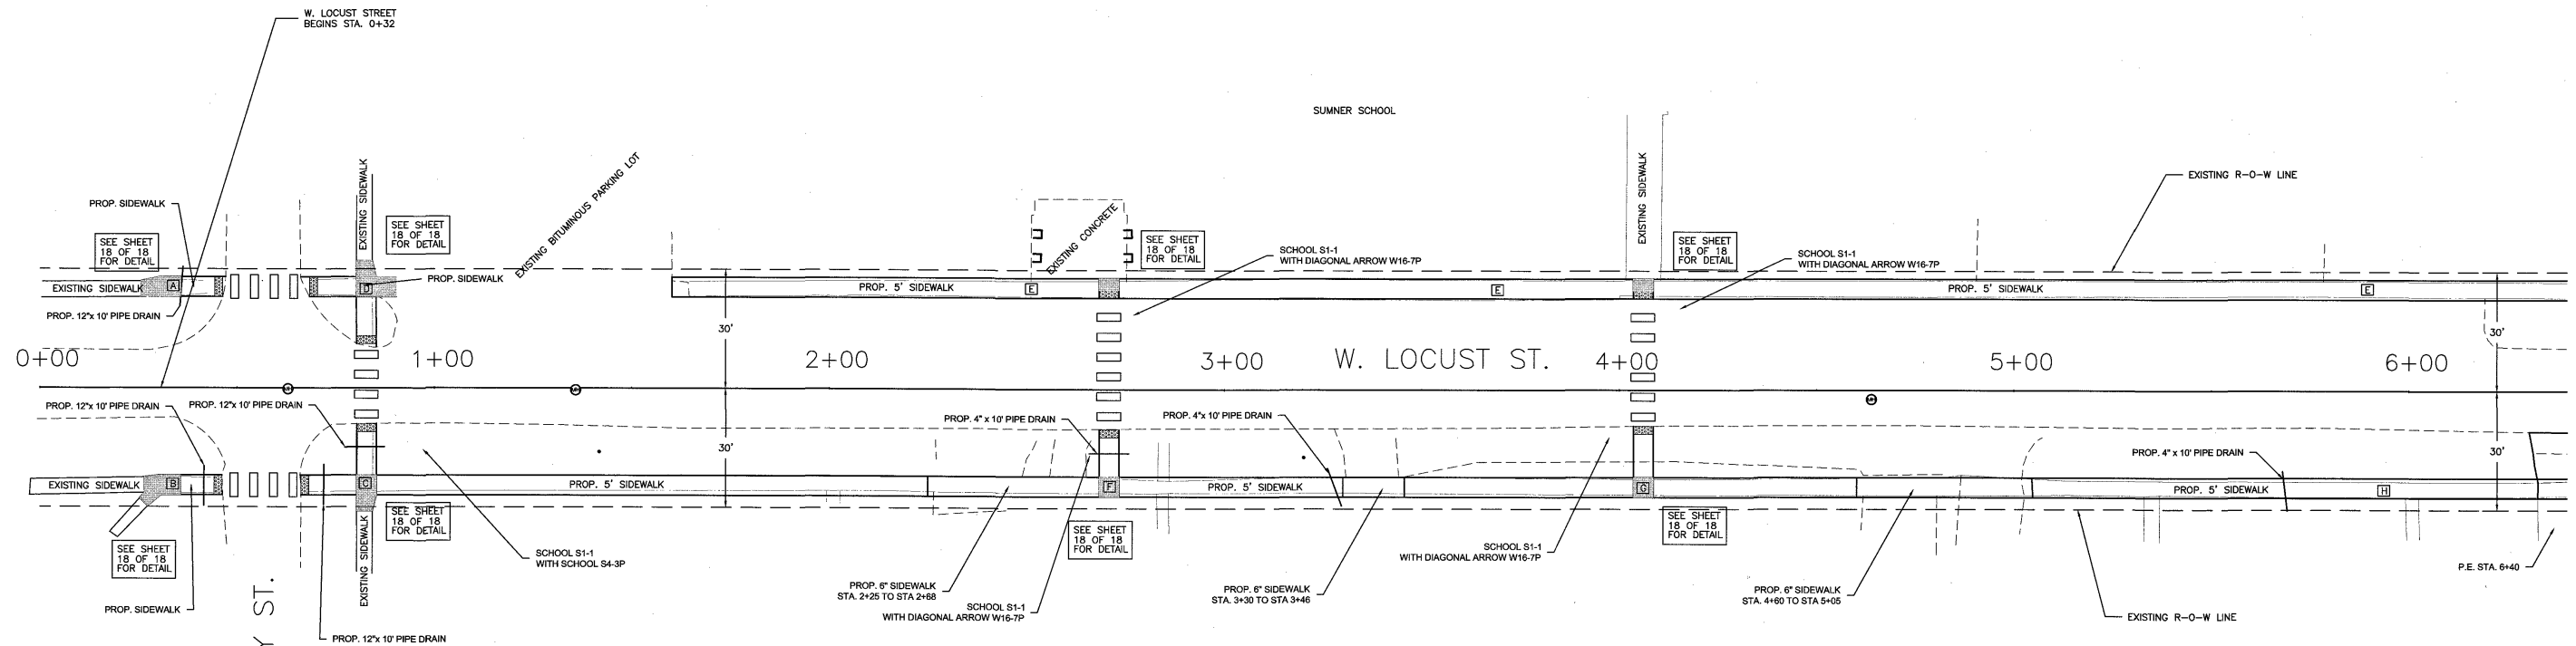 W. LOCUST STREET
BEGINS STA. 0+32
SUMNER SCHOOL
EXISTING SIDEWALK
EXISTING BITUMINOUS PARKING LOT
EXISTING SIDEWALK
EXISTING R-O-W LINE
PROP. SIDEWALK
SEE SHEET
18 OF 18
FOR DETAIL
SEE SHEET
18 OF 18
FOR DETAIL
EXISTING CONCRETE
SEE SHEET
18 OF 18
FOR DETAIL
SCHOOL S1-1
WITH DIAGONAL ARROW W16-7P
SEE SHEET
18 OF 18
FOR DETAIL
SCHOOL S1-1
WITH DIAGONAL ARROW W16-7P
PROP. SIDEWALK
EXISTING SIDEWALK
A
D
PROP. 5' SIDEWALK
E
E
PROP. 5' SIDEWALK
E
PROP. 12"x 10' PIPE DRAIN
30'
30'
0+00
1+00
2+00
3+00
W. LOCUST ST.
4+00
5+00
6+00
PROP. 12"x 10' PIPE DRAIN
PROP. 12"x 10' PIPE DRAIN
PROP. 4" x 10' PIPE DRAIN
PROP. 4"x 10' PIPE DRAIN
30'
30'
PROP. 4" x 10' PIPE DRAIN
EXISTING SIDEWALK
B
C
PROP. 5' SIDEWALK
F
PROP. 5' SIDEWALK
G
PROP. 5' SIDEWALK
H
SEE SHEET
18 OF 18
FOR DETAIL
SEE SHEET
18 OF 18
FOR DETAIL
SEE SHEET
18 OF 18
FOR DETAIL
SEE SHEET
18 OF 18
FOR DETAIL
EXISTING SIDEWALK
SCHOOL S1-1
WITH SCHOOL S4-3P
SCHOOL S1-1
WITH DIAGONAL ARROW W16-7P
P.E. STA. 6+40
PROP. 6" SIDEWALK
STA. 2+25 TO STA 2+68
PROP. 6" SIDEWALK
STA. 3+30 TO STA 3+46
PROP. 6" SIDEWALK
STA. 4+60 TO STA 5+05
PROP. SIDEWALK
SCHOOL S1-1
WITH DIAGONAL ARROW W16-7P
EXISTING R-O-W LINE
Y ST.
PROP. 12"x 10' PIPE DRAIN